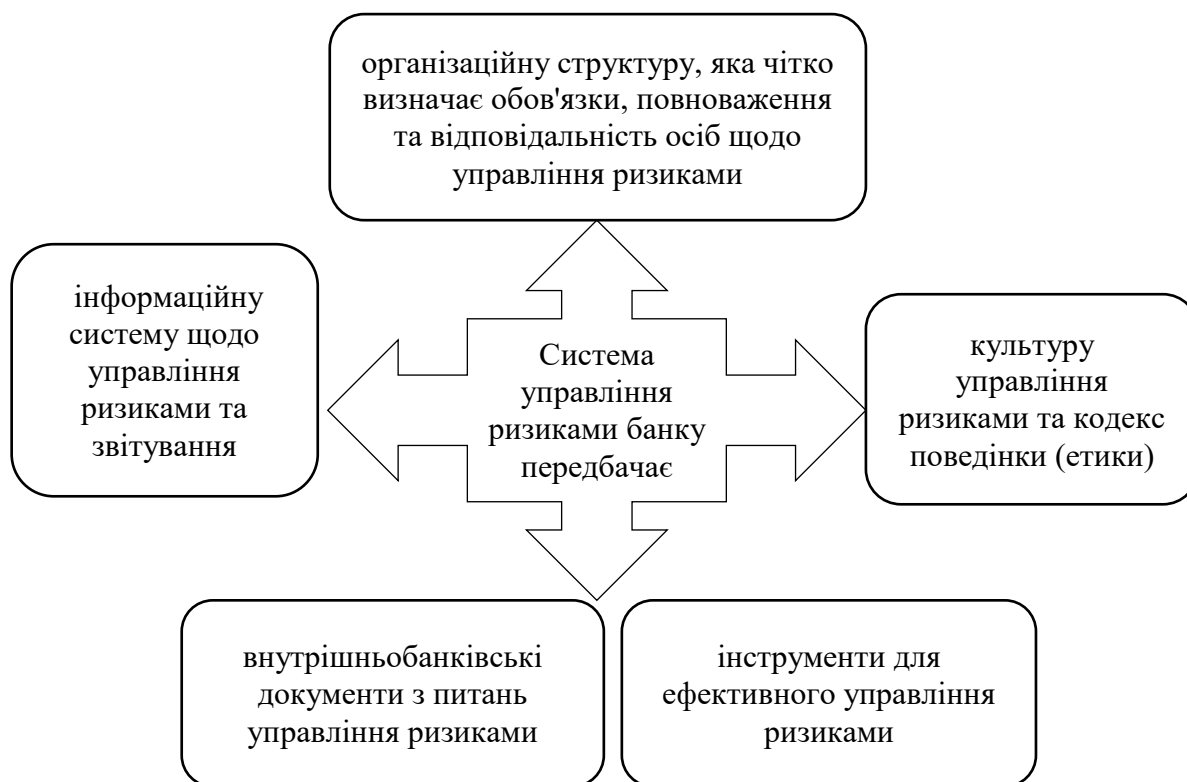 організаційну структуру, яка чітко
визначає обов'язки, повноваження
та відповідальність осіб щодо
управління ризиками
інформаційну
систему щодо
управління
ризиками та
звітування
Система
управління
ризиками банку
передбачає
культуру
управління
ризиками та кодекс
поведінки (етики)
внутрішньобанківські
документи з питань
управління ризиками
інструменти для
ефективного управління
ризиками